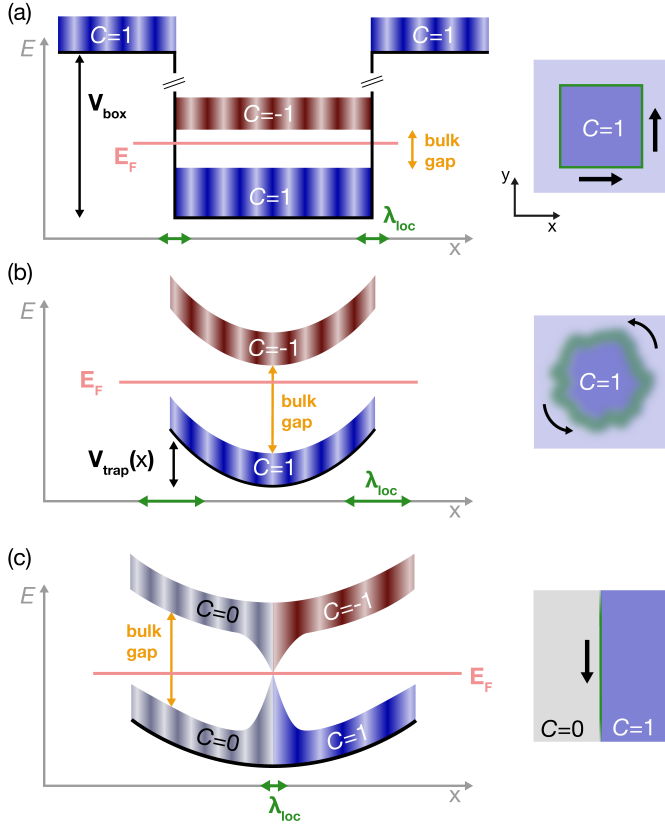 (a)
E
C=1
C=1
V_box
C=-1
E_F
bulk
gap
C=1
λ_loc
x
C=1
y
x
(b)
E
C=-1
E_F
bulk
gap
V_trap(x)
C=1
λ_loc
x
C=1
(c)
E
C=0
C=-1
bulk
gap
E_F
C=0
C=1
x
λ_loc
C=0
C=1